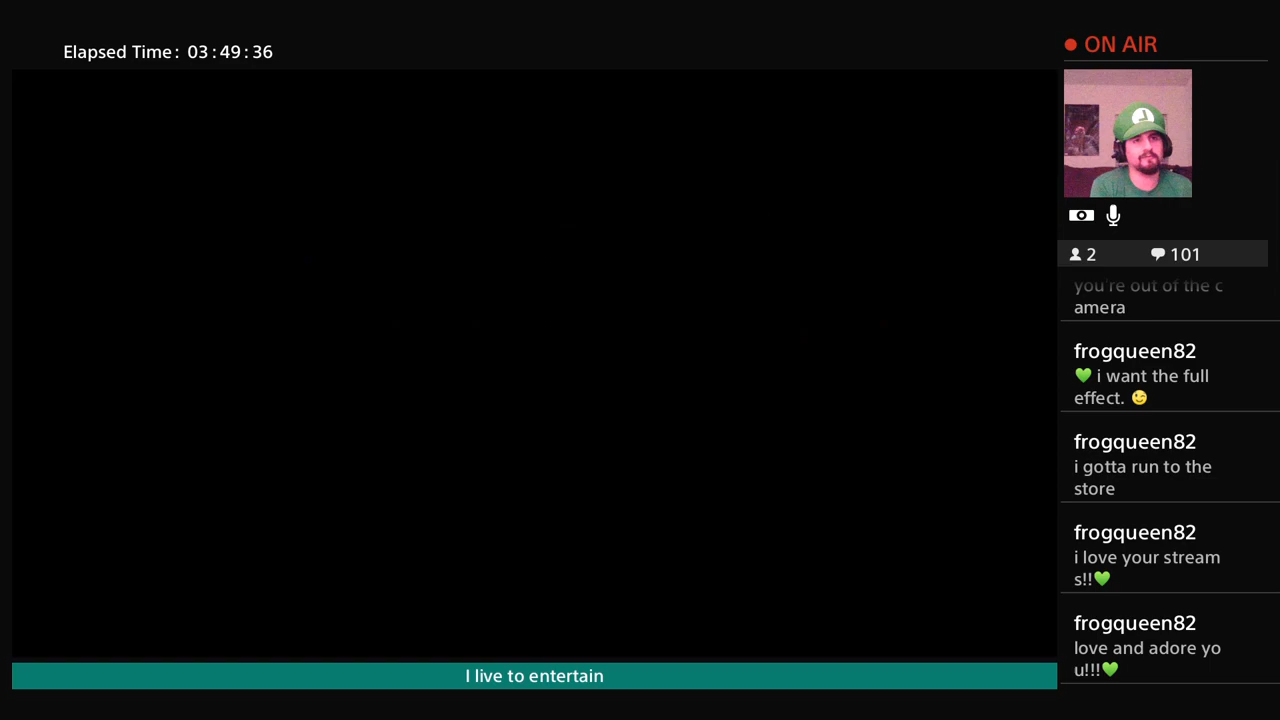 Elapsed Time: 03:49:36
ON AIR
2 101
you're out of the c
amera
frogqueen82
💚 i want the full
effect. 😉
frogqueen82
i gotta run to the
store
frogqueen82
i love your stream
s!!💚
frogqueen82
love and adore yo
u!!!💚
I live to entertain